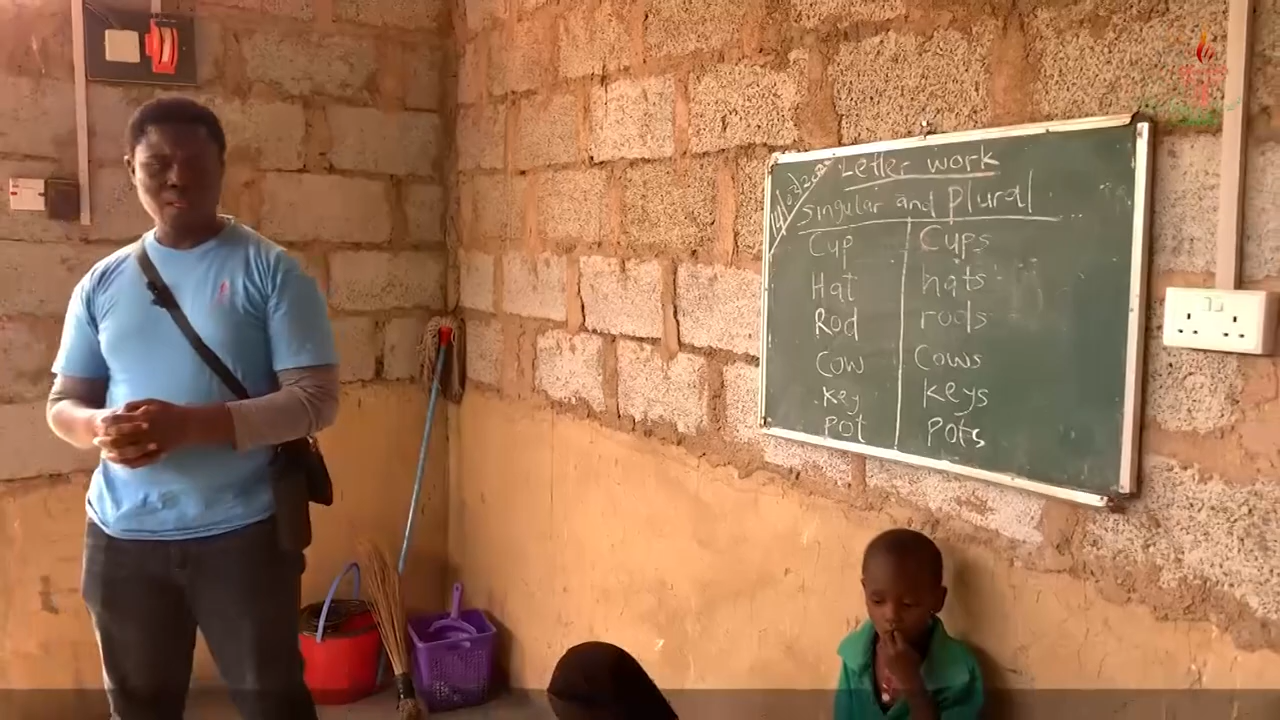 Letter work
Singular and plural
Cup Cups
Hat hats
Rod rods
Cow Cows
key keys
Pot Pots